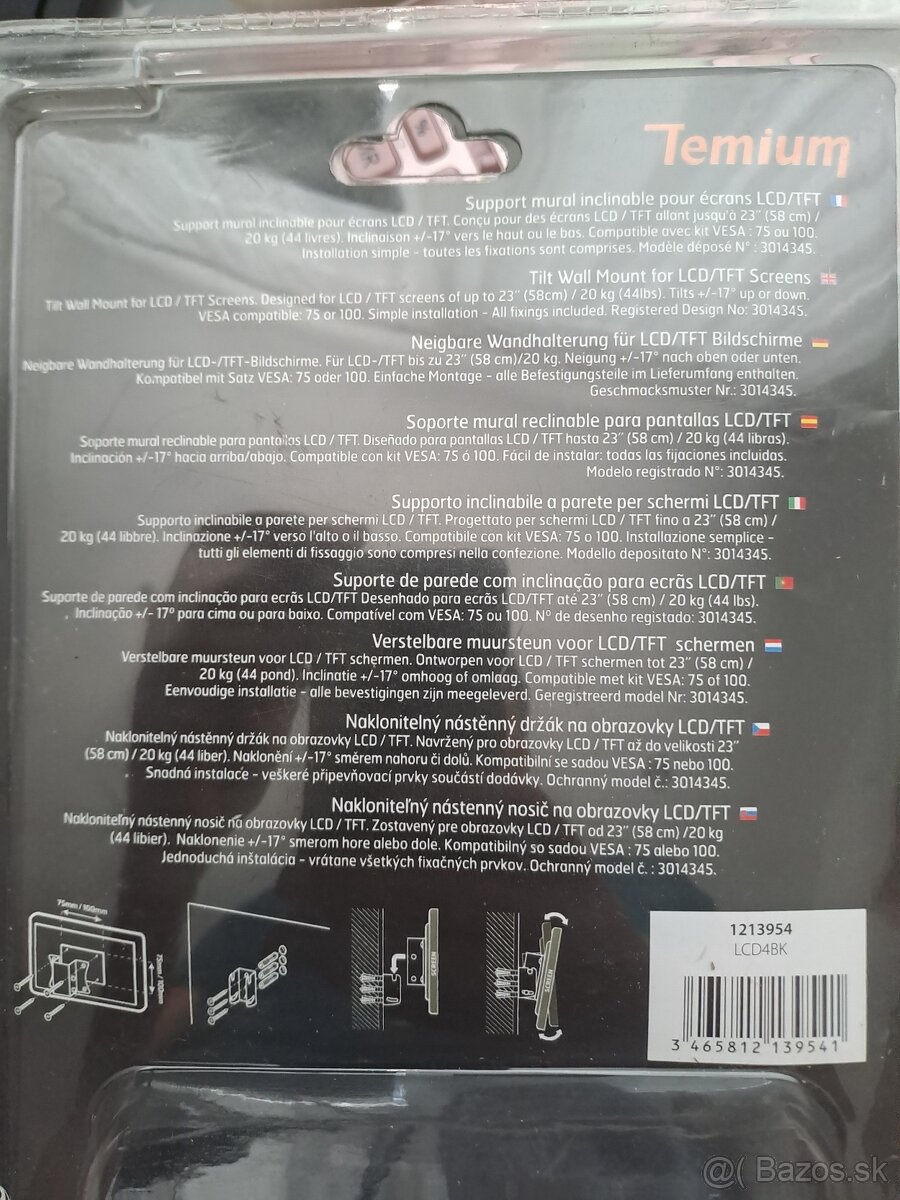 Temium
Support mural inclinable pour écrans LCD/TFT
Support mural inclinable pour écrans LCD / TFT. Conçu pour des écrans LCD / TFT allant jusqu'à 23″ (58 cm) /
20 kg (44 livres). Inclinaison +/-17° vers le haut ou le bas. Compatible avec kit VESA : 75 ou 100.
Installation simple - toutes les fixations sont comprises. Modèle déposé N° : 3014345.
Tilt Wall Mount for LCD/TFT Screens
Tilt Wall Mount for LCD / TFT Screens. Designed for LCD / TFT screens of up to 23″ (58cm) / 20 kg (44lbs). Tilts +/-17° up or down.
VESA compatible: 75 or 100. Simple installation - All fixings included. Registered Design No: 3014345.
Neigbare Wandhalterung für LCD/TFT Bildschirme
Neigbare Wandhalterung für LCD-/TFT-Bildschirme. Für LCD-/TFT bis zu 23″ (58 cm)/20 kg. Neigung +/-17° nach oben oder unten.
Kompatibel mit Satz VESA: 75 oder 100. Einfache Montage - alle Befestigungsteile im Lieferumfang enthalten.
Geschmacksmuster Nr.: 3014345.
Soporte mural reclinable para pantallas LCD/TFT
Soporte mural reclinable para pantallas LCD / TFT. Diseñado para pantallas LCD / TFT hasta 23″ (58 cm) / 20 kg (44 libras).
Inclinación +/-17° hacia arriba/abajo. Compatible con kit VESA: 75 ó 100. Fácil de instalar: todas las fijaciones incluidas.
Modelo registrado N°: 3014345.
Supporto inclinabile a parete per schermi LCD/TFT
Supporto inclinabile a parete per schermi LCD / TFT. Progettato per schermi LCD / TFT fino a 23″ (58 cm) /
20 kg (44 libbre). Inclinazione +/-17° verso l'alto o il basso. Compatibile con kit VESA: 75 o 100. Installazione semplice -
tutti gli elementi di fissaggio sono compresi nella confezione. Modello depositato N°: 3014345.
Suporte de parede com inclinação para ecrãs LCD/TFT
Suporte de parede com inclinação para ecrãs LCD/TFT Desenhado para ecrãs LCD/TFT até 23″ (58 cm) / 20 kg (44 lbs).
Inclinação +/- 17° para cima ou para baixo. Compatível com VESA: 75 ou 100. N° de desenho registado: 3014345.
Verstelbare muursteun voor LCD/TFT schermen
Verstelbare muursteun voor LCD / TFT schermen. Ontworpen voor LCD / TFT schermen tot 23″ (58 cm) /
20 kg (44 pond). Inclinatie +/-17° omhoog of omlaag. Compatible met kit VESA: 75 of 100.
Eenvoudige installatie - alle bevestigingen zijn meegeleverd. Geregistreerd model Nr: 3014345.
Naklonitelný nástěnný držák na obrazovky LCD/TFT
Naklonitelný nástěnný držák na obrazovky LCD / TFT. Navržený pro obrazovky LCD / TFT až do velikosti 23″
(58 cm) / 20 kg (44 liber). Naklonění +/-17° směrem nahoru či dolů. Kompatibilní se sadou VESA : 75 nebo 100.
Snadná instalace - veškeré připevňovací prvky součástí dodávky. Ochranný model č.: 3014345.
Nakloniteľný nástenný nosič na obrazovky LCD/TFT
Nakloniteľný nástenný nosič na obrazovky LCD / TFT. Zostavený pre obrazovky LCD / TFT od 23″ (58 cm)/20 kg
(44 libier). Naklonenie +/-17° smerom hore alebo dole. Kompatibilný so sadou VESA : 75 alebo 100.
Jednoduchá inštalácia - vrátane všetkých fixačných prvkov. Ochranný model č. : 3014345.
75mm / 100mm
75mm / 100mm
SCREEN
SCREEN
1213954
LCD4BK
3 465812 139541
@( Bazos.sk